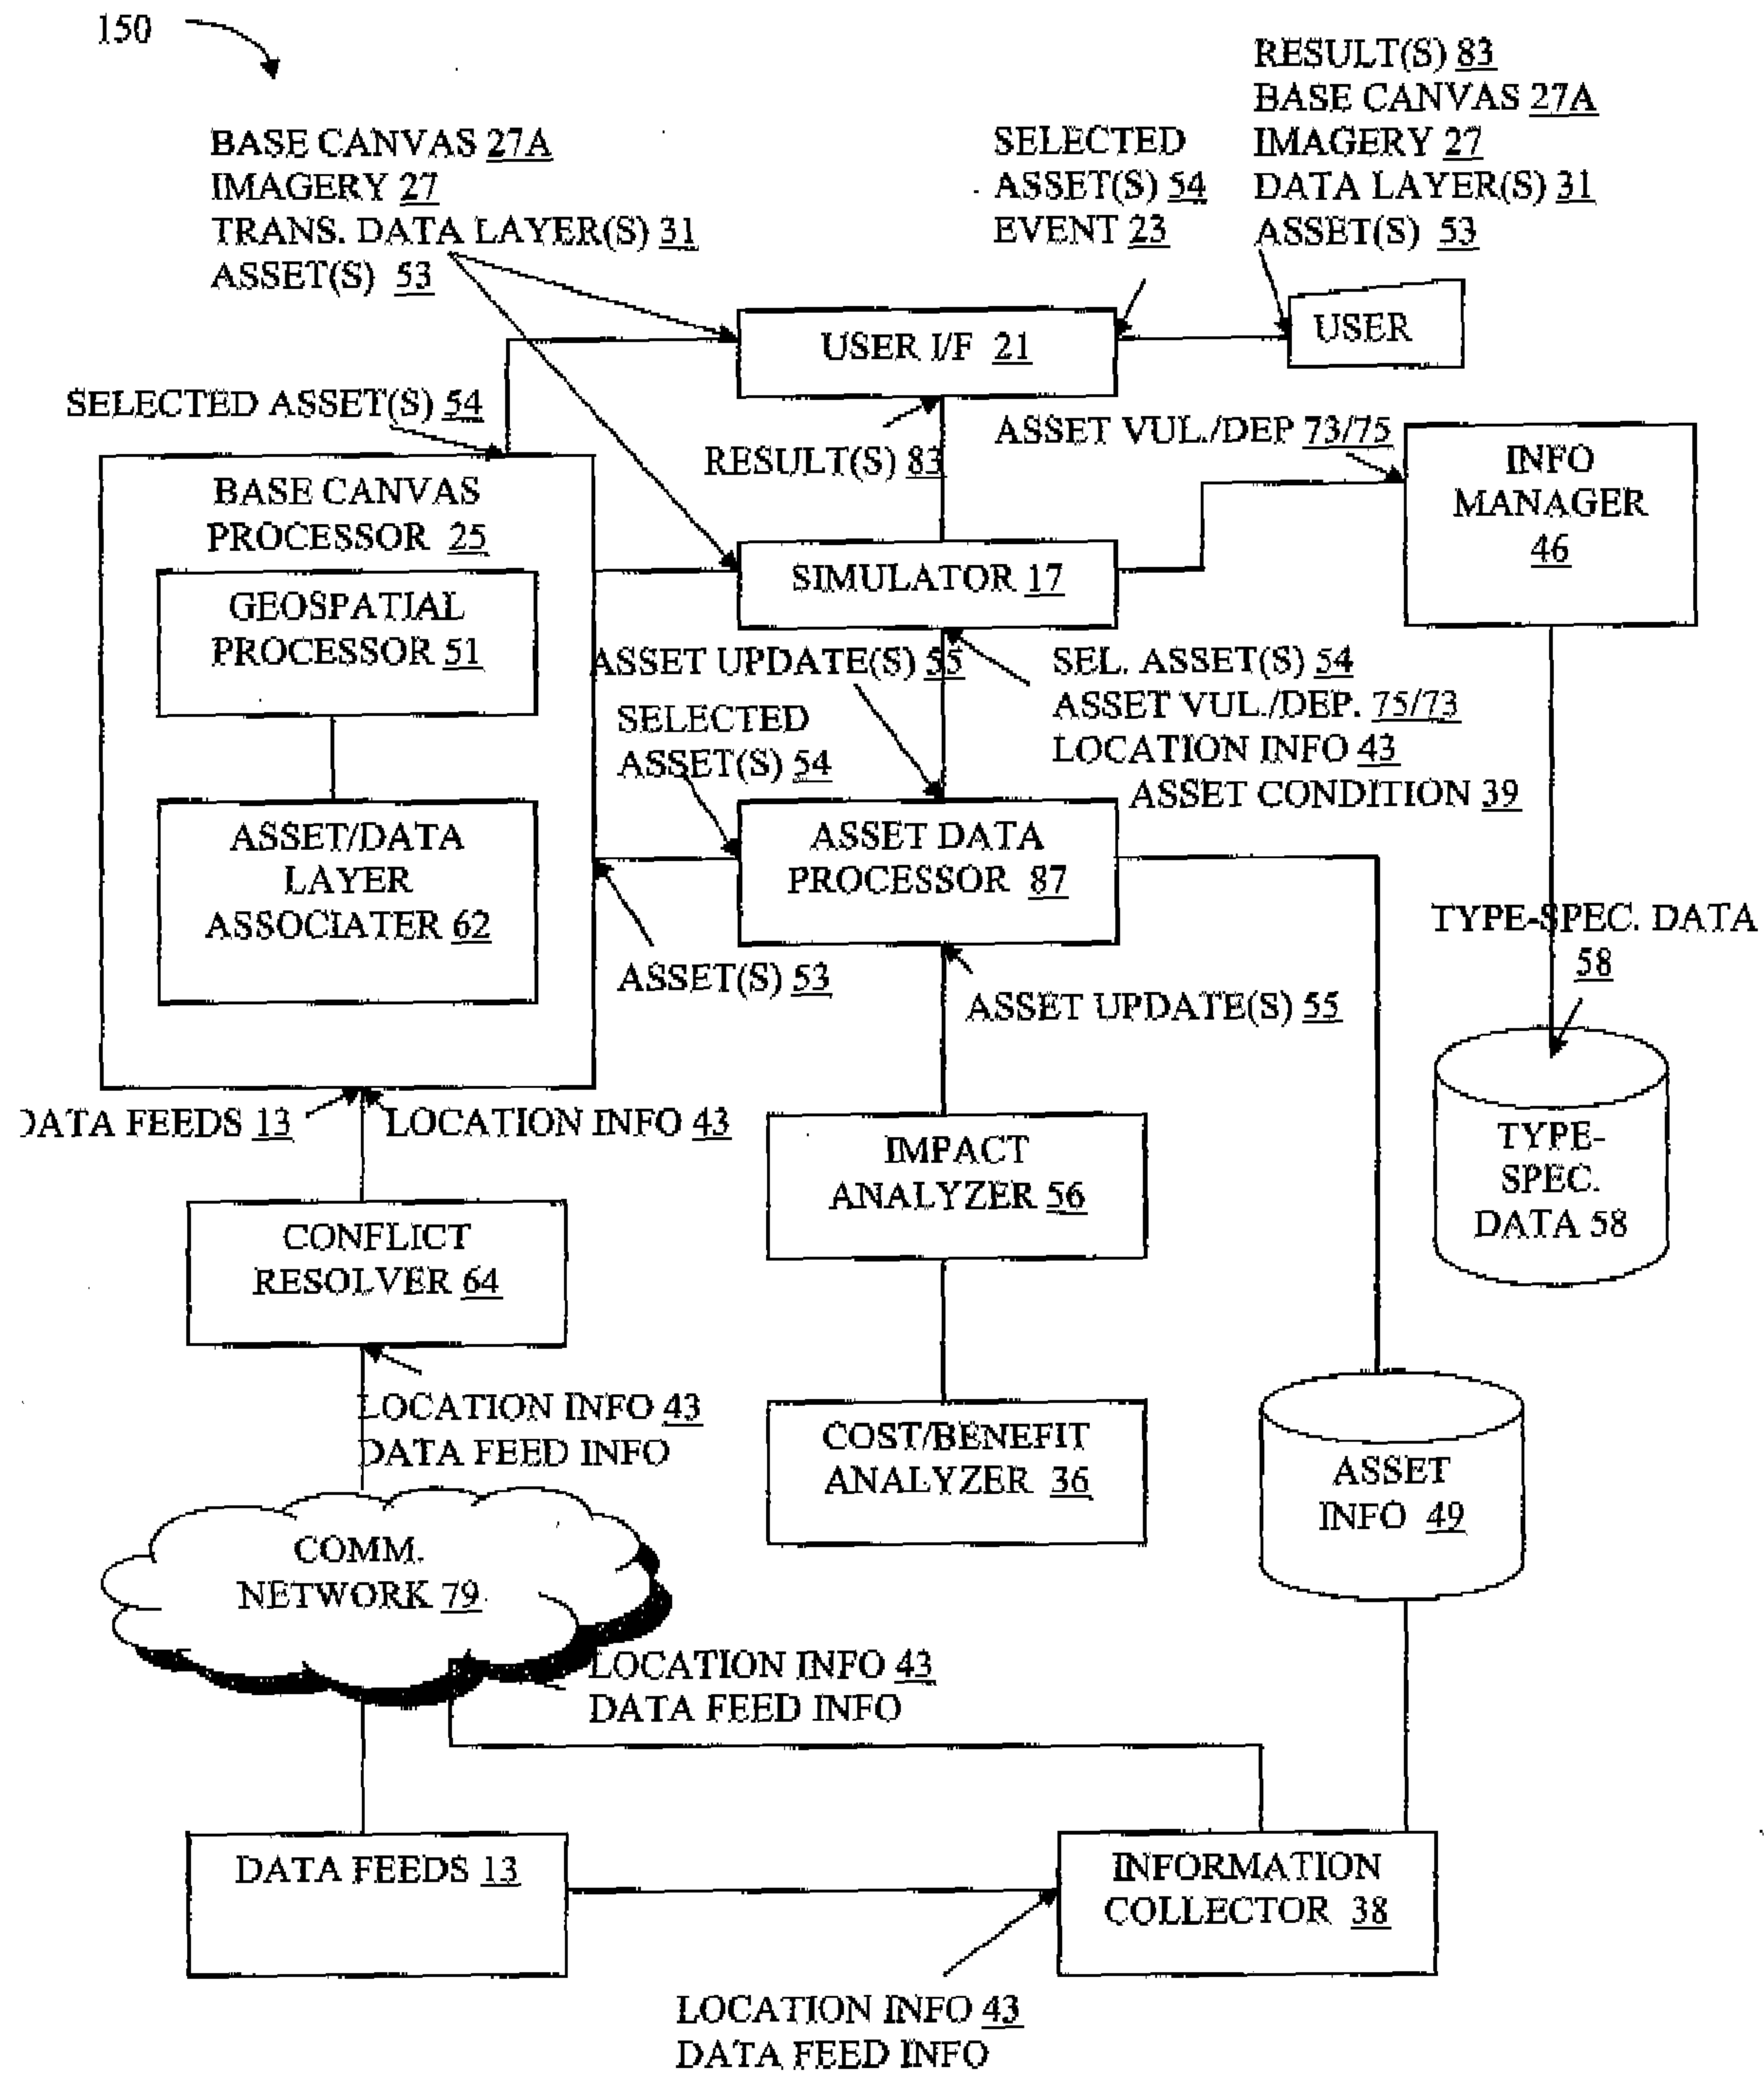 150
RESULT(S) 83
BASE CANVAS 27A
IMAGERY 27
DATA LAYER(S) 31
ASSET(S) 53
SELECTED
ASSET(S) 54
EVENT 23
BASE CANVAS 27A
IMAGERY 27
TRANS. DATA LAYER(S) 31
ASSET(S) 53
USER I/F 21
USER
SELECTED ASSET(S) 54
RESULT(S) 83
ASSET VUL./DEP 73/75
INFO
MANAGER
46
BASE CANVAS
PROCESSOR 25
GEOSPATIAL
PROCESSOR 51
SIMULATOR 17
ASSET UPDATE(S) 55
SEL. ASSET(S) 54
ASSET VUL./DEP. 75/73
LOCATION INFO 43
ASSET CONDITION 39
SELECTED
ASSET(S) 54
ASSET/DATA
LAYER
ASSOCIATER 62
ASSET DATA
PROCESSOR 87
TYPE-SPEC. DATA
58
ASSET(S) 53
ASSET UPDATE(S) 55
DATA FEEDS 13
LOCATION INFO 43
IMPACT
ANALYZER 56
TYPE-
SPEC.
DATA 58
CONFLICT
RESOLVER 64
LOCATION INFO 43
DATA FEED INFO
COST/BENEFIT
ANALYZER 36
ASSET
INFO 49
COMM.
NETWORK 79
LOCATION INFO 43
DATA FEED INFO
DATA FEEDS 13
INFORMATION
COLLECTOR 38
LOCATION INFO 43
DATA FEED INFO